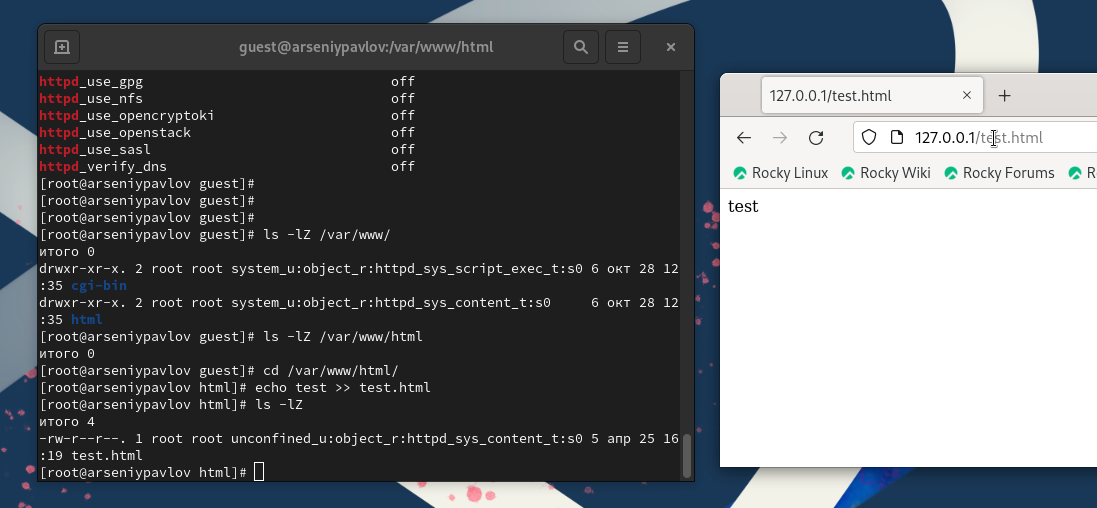 guest@arseniypavlov:/var/www/html
httpd_use_gpg off
httpd_use_nfs off
httpd_use_opencryptoki off
httpd_use_openstack off
httpd_use_sasl off
httpd_verify_dns off
[root@arseniypavlov guest]#
[root@arseniypavlov guest]#
[root@arseniypavlov guest]#
[root@arseniypavlov guest]# ls -lZ /var/www/
итого 0
drwxr-xr-x. 2 root root system_u:object_r:httpd_sys_script_exec_t:s0 6 окт 28 12
:35 cgi-bin
drwxr-xr-x. 2 root root system_u:object_r:httpd_sys_content_t:s0     6 окт 28 12
:35 html
[root@arseniypavlov guest]# ls -lZ /var/www/html
итого 0
[root@arseniypavlov guest]# cd /var/www/html/
[root@arseniypavlov html]# echo test >> test.html
[root@arseniypavlov html]# ls -lZ
итого 4
-rw-r--r--. 1 root root unconfined_u:object_r:httpd_sys_content_t:s0 5 апр 25 16
:19 test.html
[root@arseniypavlov html]#
127.0.0.1/test.html
127.0.0.1/test.html
Rocky Linux Rocky Wiki Rocky Forums R
test